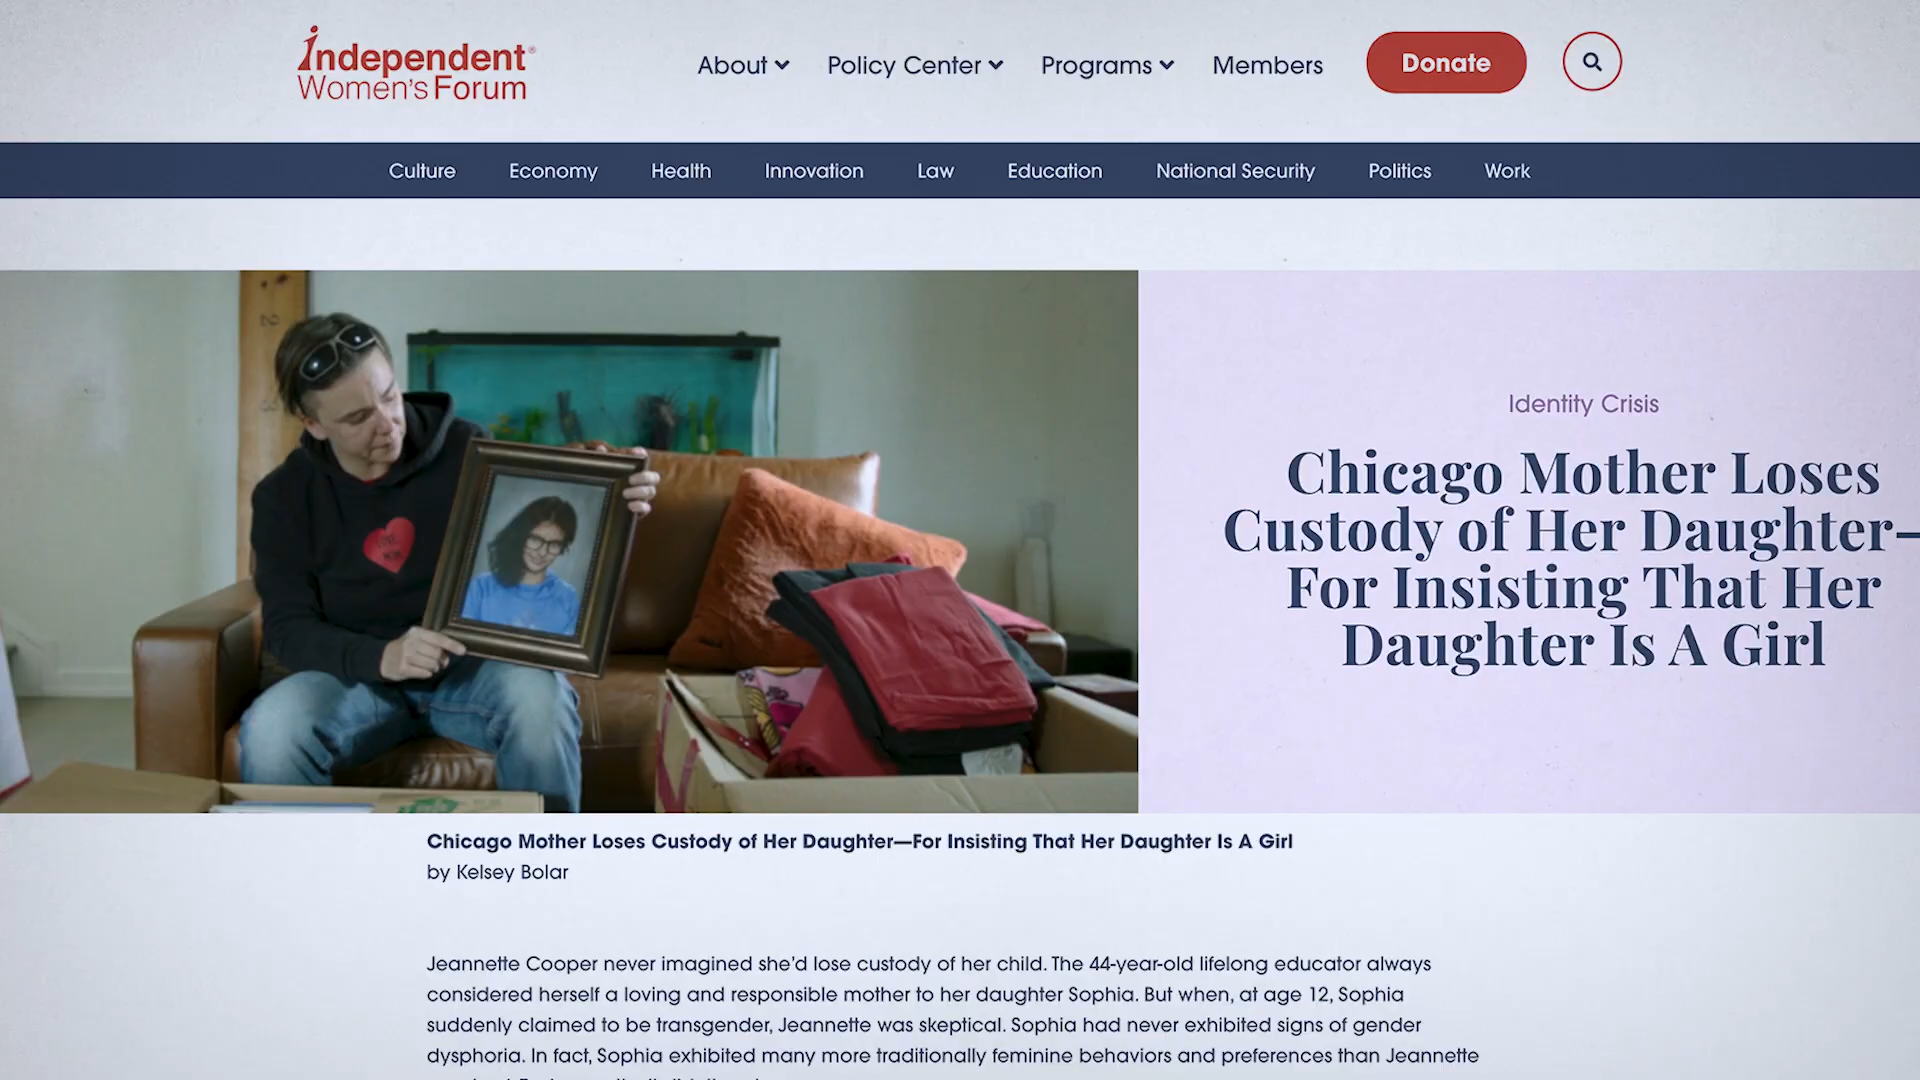 independent®
Women's Forum
About
Policy Center
Programs
Members
Donate
Culture
Economy
Health
Innovation
Law
Education
National Security
Politics
Work
Identity Crisis
Chicago Mother Loses
Custody of Her Daughter—
For Insisting That Her
Daughter Is A Girl
Chicago Mother Loses Custody of Her Daughter—For Insisting That Her Daughter Is A Girl
by Kelsey Bolar
Jeannette Cooper never imagined she'd lose custody of her child. The 44-year-old lifelong educator always
considered herself a loving and responsible mother to her daughter Sophia. But when, at age 12, Sophia
suddenly claimed to be transgender, Jeannette was skeptical. Sophia had never exhibited signs of gender
dysphoria. In fact, Sophia exhibited many more traditionally feminine behaviors and preferences than Jeannette